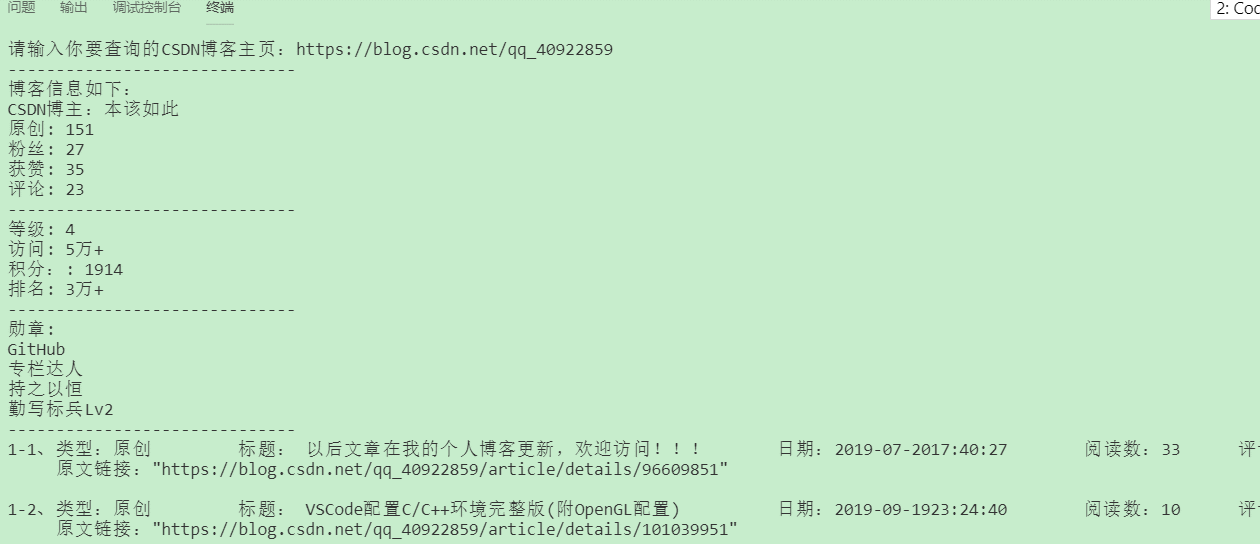 问题 输出 调试控制台 终端 2: Coc
请输入你要查询的CSDN博客主页：https://blog.csdn.net/qq_40922859
------------------------------
博客信息如下：
CSDN博主：本该如此
原创: 151
粉丝: 27
获赞: 35
评论: 23
------------------------------
等级: 4
访问: 5万+
积分：: 1914
排名: 3万+
------------------------------
勋章:
GitHub
专栏达人
持之以恒
勤写标兵Lv2
------------------------------
1-1、类型：原创 标题： 以后文章在我的个人博客更新，欢迎访问！！！ 日期：2019-07-2017:40:27 阅读数：33 评
原文链接："https://blog.csdn.net/qq_40922859/article/details/96609851"
1-2、类型：原创 标题： VSCode配置C/C++环境完整版(附OpenGL配置) 日期：2019-09-1923:24:40 阅读数：10 评
原文链接："https://blog.csdn.net/qq_40922859/article/details/101039951"